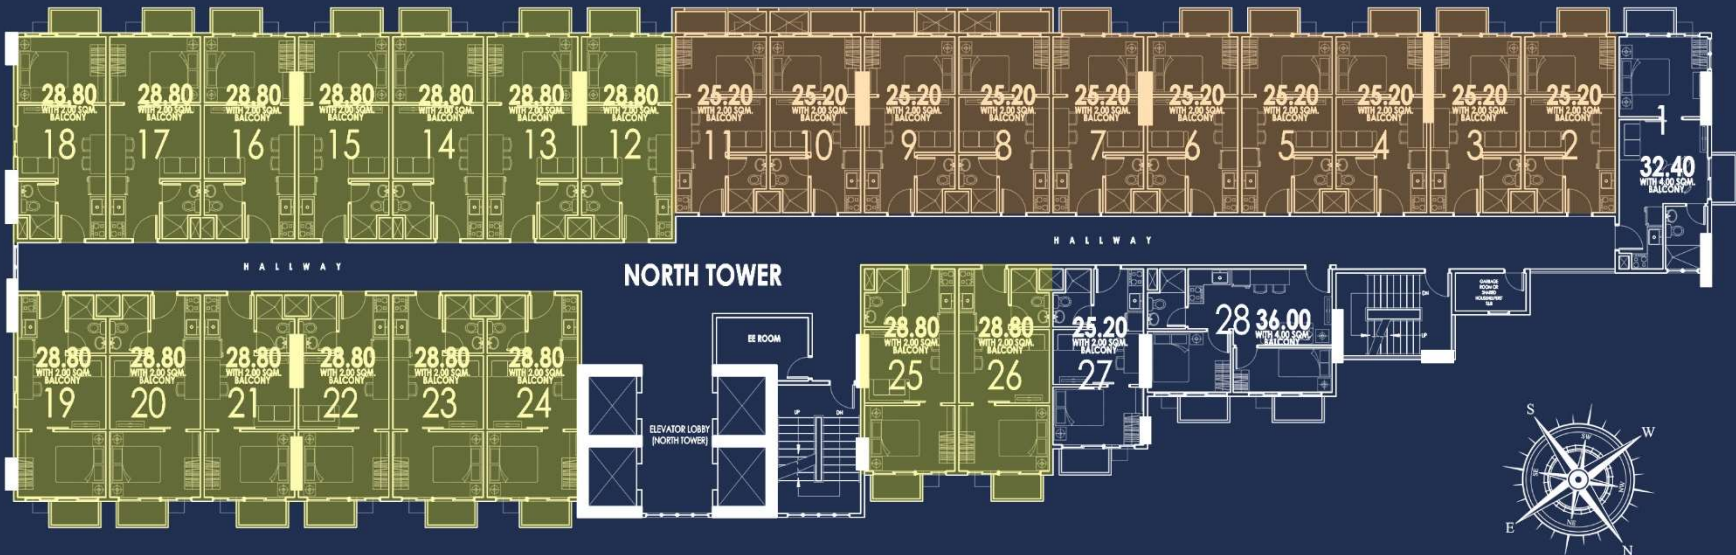 28.80
WITH 2.00 SQM.
BALCONY
18
28.80
WITH 2.00 SQM.
BALCONY
17
28.80
WITH 2.00 SQM.
BALCONY
16
28.80
WITH 2.00 SQM.
BALCONY
15
28.80
WITH 2.00 SQM.
BALCONY
14
28.80
WITH 2.00 SQM.
BALCONY
13
28.80
WITH 2.00 SQM.
BALCONY
12
25.20
WITH 2.00 SQM.
BALCONY
11
25.20
WITH 2.00 SQM.
BALCONY
10
25.20
WITH 2.00 SQM.
BALCONY
9
25.20
WITH 2.00 SQM.
BALCONY
8
25.20
WITH 2.00 SQM.
BALCONY
7
25.20
WITH 2.00 SQM.
BALCONY
6
25.20
WITH 2.00 SQM.
BALCONY
5
25.20
WITH 2.00 SQM.
BALCONY
4
25.20
WITH 2.00 SQM.
BALCONY
3
25.20
WITH 2.00 SQM.
BALCONY
2
1
32.40
WITH 4.00 SQM.
BALCONY
HALLWAY
NORTH TOWER
HALLWAY
28.80
WITH 2.00 SQM.
BALCONY
19
28.80
WITH 2.00 SQM.
BALCONY
20
28.80
WITH 2.00 SQM.
BALCONY
21
28.80
WITH 2.00 SQM.
BALCONY
22
28.80
WITH 2.00 SQM.
BALCONY
23
28.80
WITH 2.00 SQM.
BALCONY
24
ELEVATOR LOBBY
(NORTH TOWER)
EE ROOM
UP
DN
28.80
WITH 2.00 SQM.
BALCONY
25
28.80
WITH 2.00 SQM.
BALCONY
26
25.20
WITH 2.00 SQM.
BALCONY
27
28
36.00
WITH 4.00 SQM.
BALCONY
DN
UP
GARBAGE
ROOM OR
SHARED
S
SW
W
SE
NW
E
NE
N